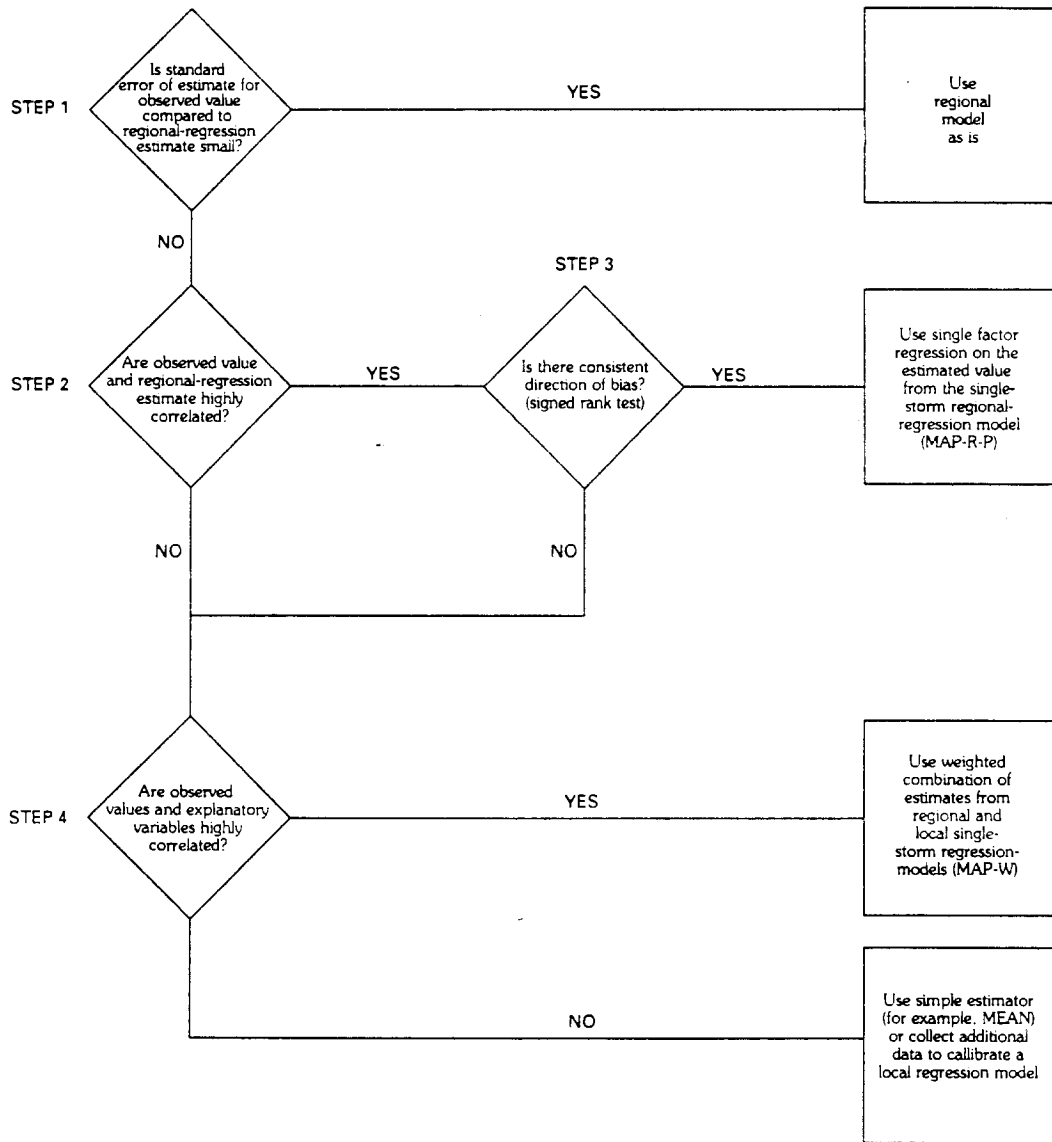 Is standard
error of estimate for
observed value
compared to
regional-regression
estimate small?
STEP 1
YES
Use
regional
model
as is
NO
STEP 3
Are observed value
and regional-regression
estimate highly
correlated?
STEP 2
YES
Is there consistent
direction of bias?
(signed rank test)
YES
Use single factor
regression on the
estimated value
from the single-
storm regional-
regression model
(MAP-R-P)
NO
NO
Are observed
values and explanatory
variables highly
correlated?
STEP 4
YES
Use weighted
combination of
estimates from
regional and
local single-
storm regression-
models (MAP-W)
NO
Use simple estimator
(for example, MEAN)
or collect additional
data to callibrate a
local regression model